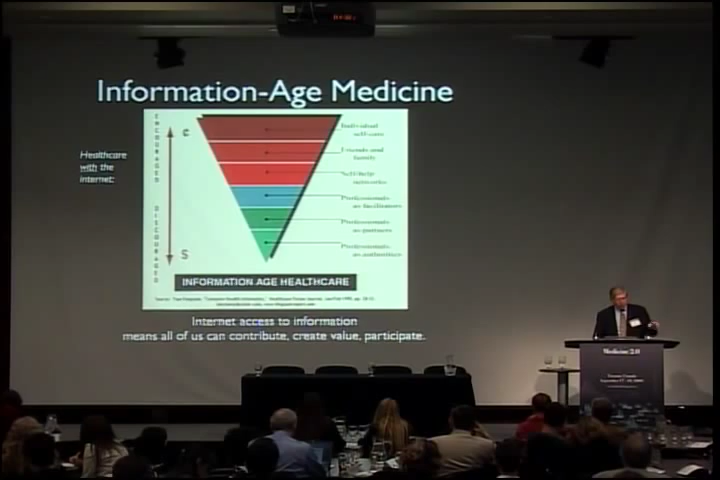 Information-Age Medicine
ENCOURAGED
DISCOURAGED
¢
$
Healthcare
with the
internet:
Individual
self-care
Friends and
family
Self-help
networks
Professionals
as facilitators
Professionals
as partners
Professionals
as authorities
INFORMATION AGE HEALTHCARE
Internet access to information
means all of us can contribute, create value, participate.
Medicine 2.0